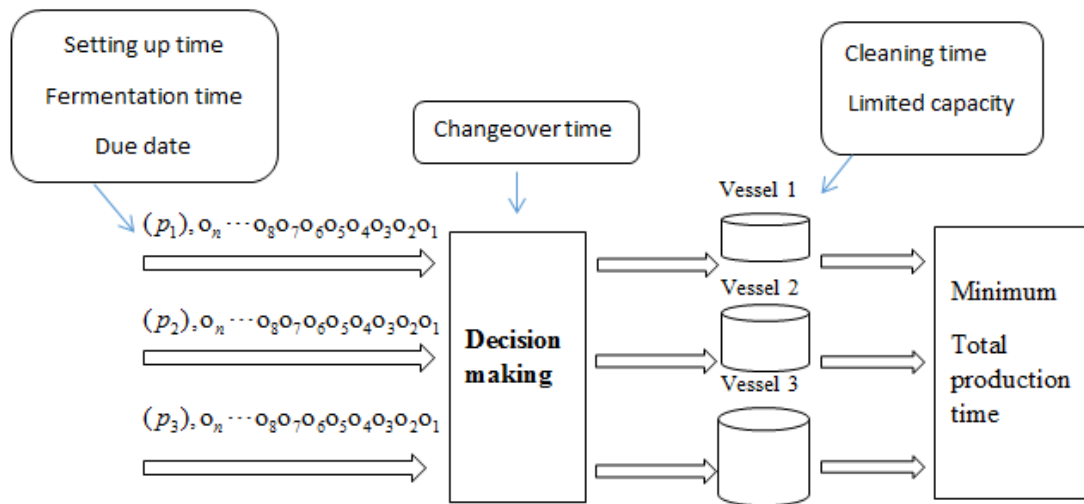 Setting up time
Fermentation time
Due date
Changeover time
Cleaning time
Limited capacity
(p₁), oₙ ⋯ o₈o₇o₆o₅o₄o₃o₂o₁
(p₂), oₙ ⋯ o₈o₇o₆o₅o₄o₃o₂o₁
(p₃), oₙ ⋯ o₈o₇o₆o₅o₄o₃o₂o₁
Decision
making
Vessel 1
Vessel 2
Vessel 3
Minimum
Total
production
time